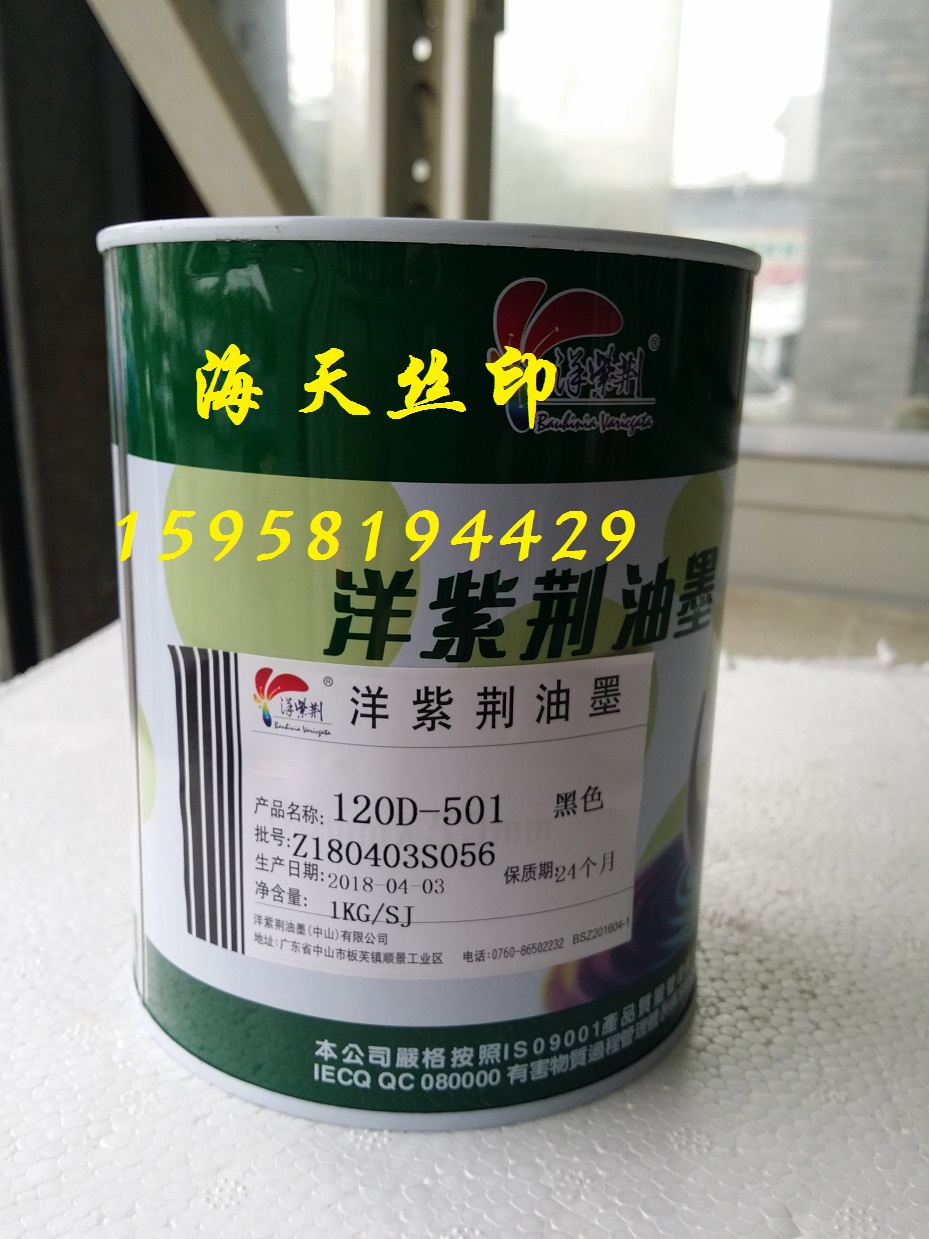 洋紫荆®
Bauhinia Variegata
海天丝印
15958194429
洋紫荆油墨
洋紫荆®
Bauhinia Variegata
洋紫荆油墨
产品名称: 120D-501 黑色
批号: Z180403S056
生产日期: 2018-04-03 保质期: 24个月
净含量: 1KG/SJ
洋紫荆油墨(中山)有限公司
地址:广东省中山市板芙镇顺景工业区 电话:0760-86502232 BSZ201604-1
本公司嚴格按照ISO9001產品質量
IECQ QC 080000 有害物質過程管理體系